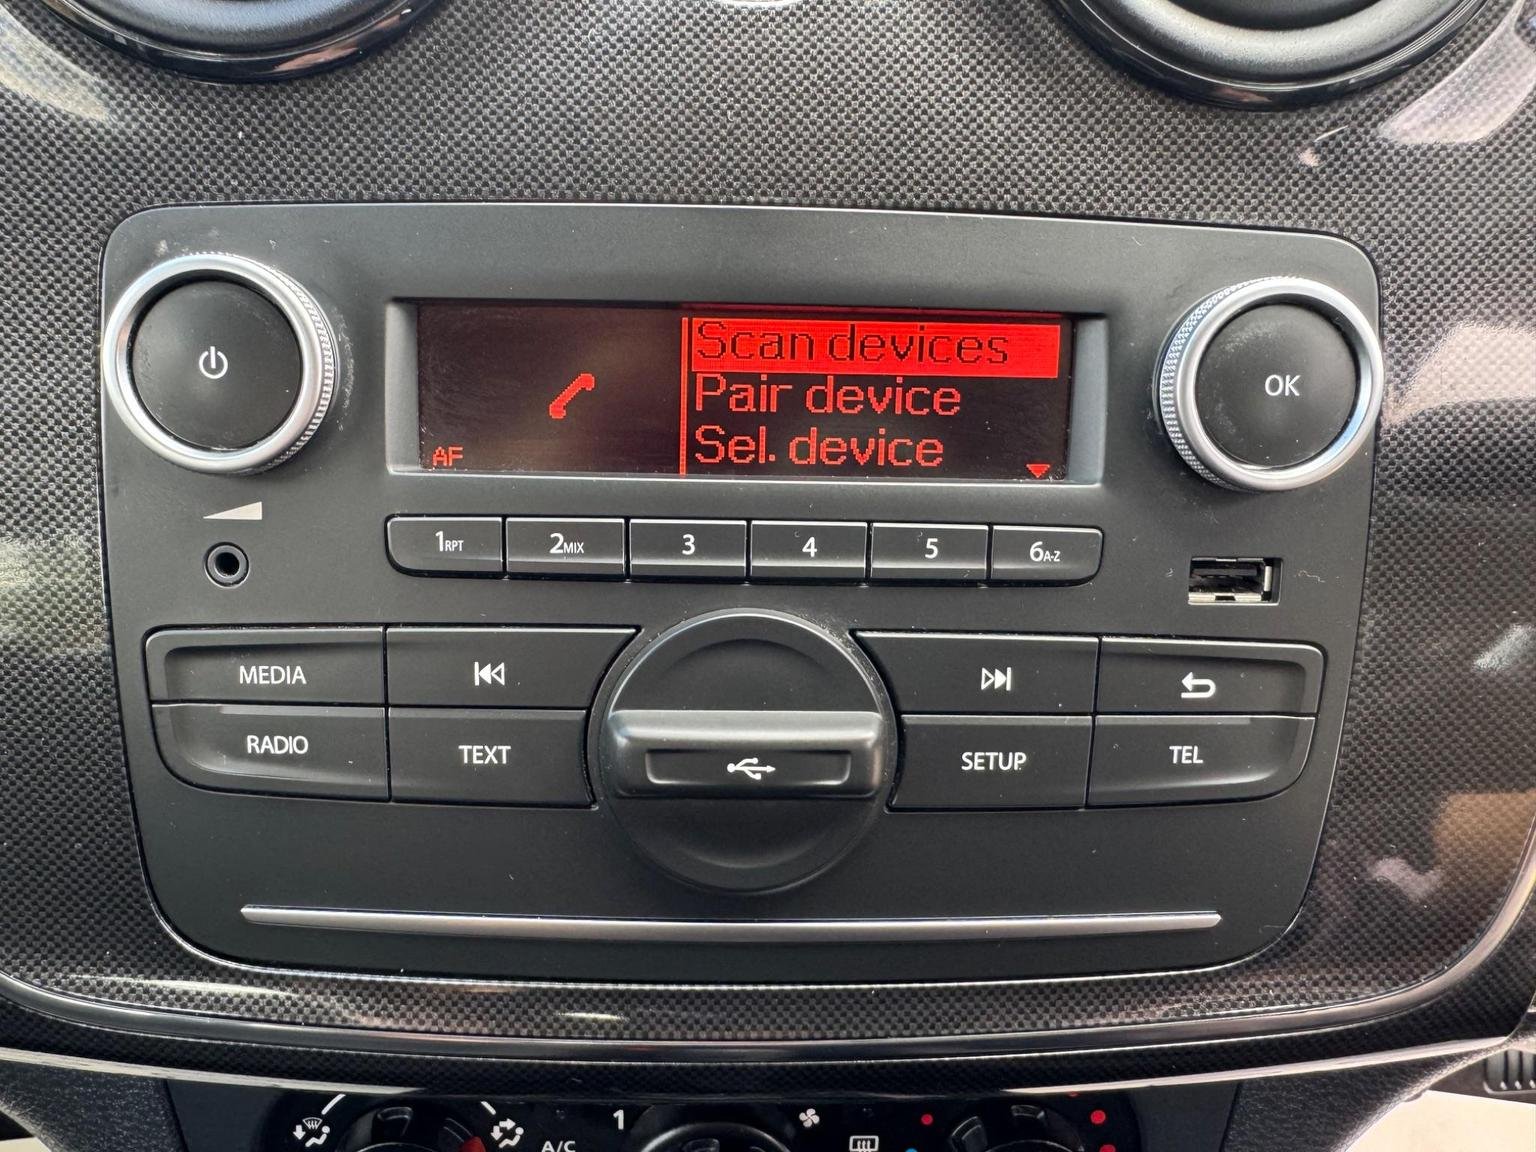 Scan devices
Pair device
Sel. device
AF
OK
1RPT
2MIX
3
4
5
6A-Z
MEDIA
RADIO
TEXT
SETUP
TEL
1
A/C